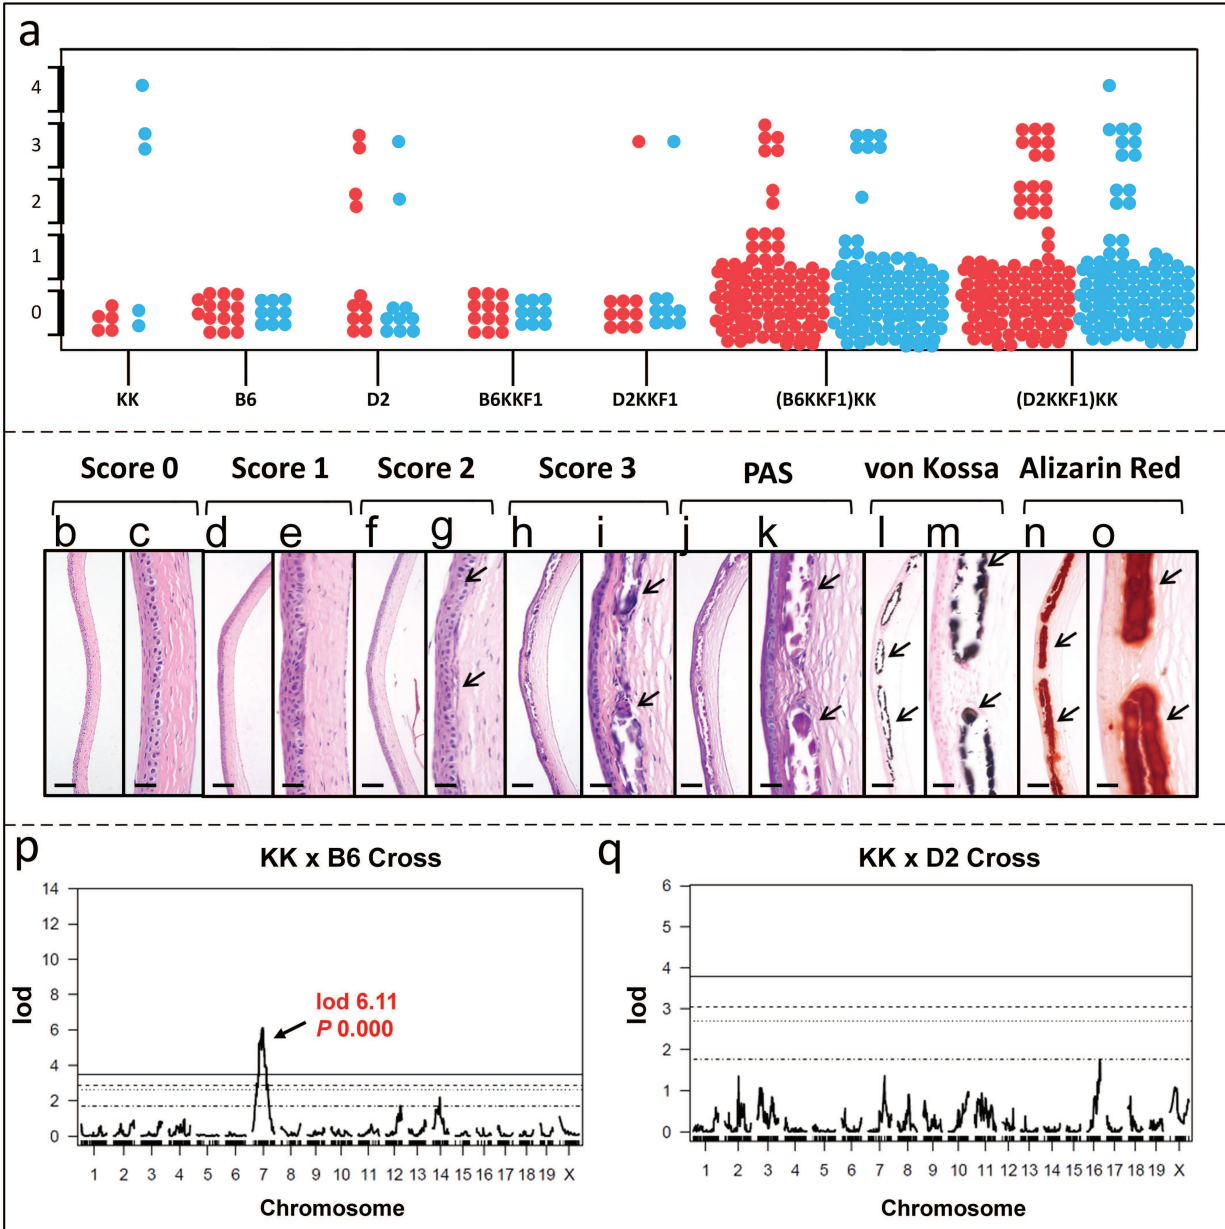 a
4
3
2
1
0
KK B6 D2 B6KKF1 D2KKF1 (B6KKF1)KK (D2KKF1)KK
Score 0 Score 1 Score 2 Score 3 PAS von Kossa Alizarin Red
b c d e f g h i j k l m n o
p KK x B6 Cross
14
12
10
8
6
4
2
0
lod
lod 6.11
P 0.000
1 2 3 4 5 6 7 8 9 10 11 12 13 14 15 16 17 18 19 X
Chromosome
q KK x D2 Cross
6
5
4
3
2
1
0
lod
1 2 3 4 5 6 7 8 9 10 11 12 13 14 15 16 17 18 19 X
Chromosome